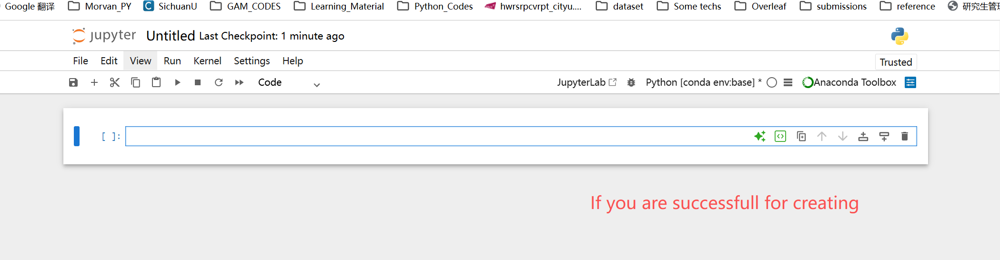 Google 翻译 Morvan_PY SichuanU GAM_CODES Learning_Material Python_Codes hwrsrpcvrpt_cityu.... dataset Some techs Overleaf submissions reference 研究生管理
jupyter Untitled Last Checkpoint: 1 minute ago
File Edit View Run Kernel Settings Help Trusted
Code JupyterLab Python [conda env:base] * Anaconda Toolbox
[ ]:
If you are successfull for creating